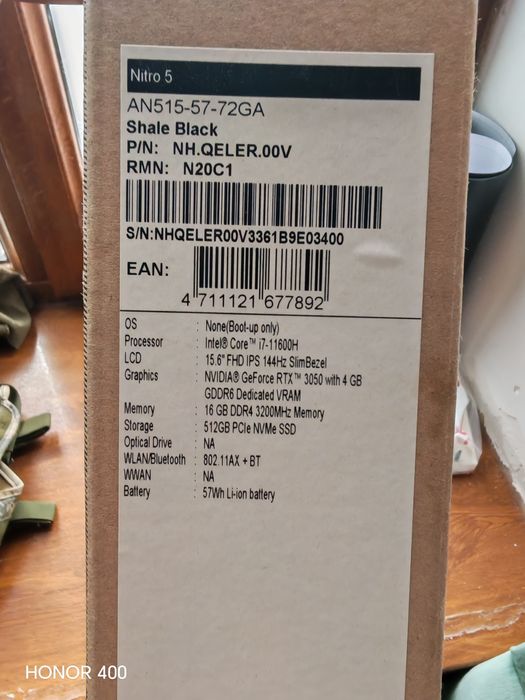 Nitro 5
AN515-57-72GA
Shale Black
P/N: NH.QELER.00V
RMN: N20C1
S/N:NHQELER00V3361B9E03400
EAN:
4 711121 677892
OS : None(Boot-up only)
Processor : Intel® Core™ i7-11600H
LCD : 15.6" FHD IPS 144Hz SlimBezel
Graphics : NVIDIA® GeForce RTX™ 3050 with 4 GB
GDDR6 Dedicated VRAM
Memory : 16 GB DDR4 3200MHz Memory
Storage : 512GB PCIe NVMe SSD
Optical Drive : NA
WLAN/Bluetooth : 802.11AX + BT
WWAN : NA
Battery : 57Wh Li-ion battery
HONOR 400